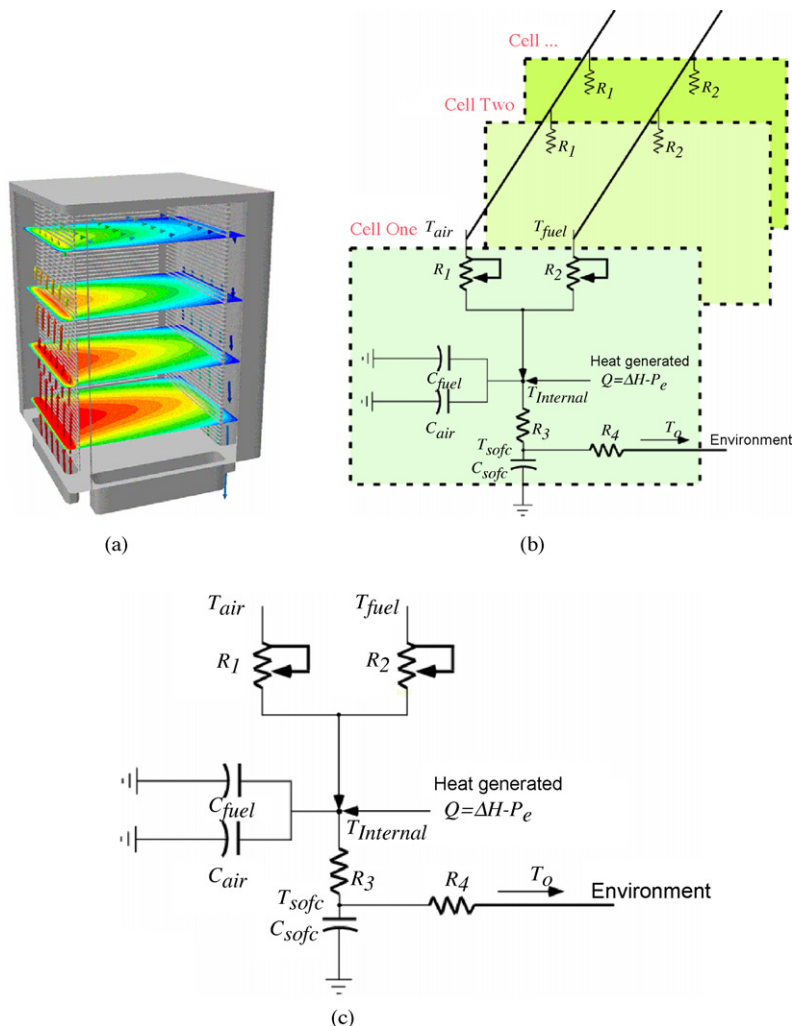 (a)
Cell ...
R1
R2
Cell Two
R1
R2
Cell One
Tair
Tfuel
R1
R2
Cfuel
Heat generated
Q=ΔH-Pe
TInternal
Cair
R3
Tsofc
R4
To
Environment
Csofc
(b)
Tair
Tfuel
R1
R2
Cfuel
Heat generated
Q=ΔH-Pe
TInternal
Cair
R3
R4
To
Environment
Tsofc
Csofc
(c)